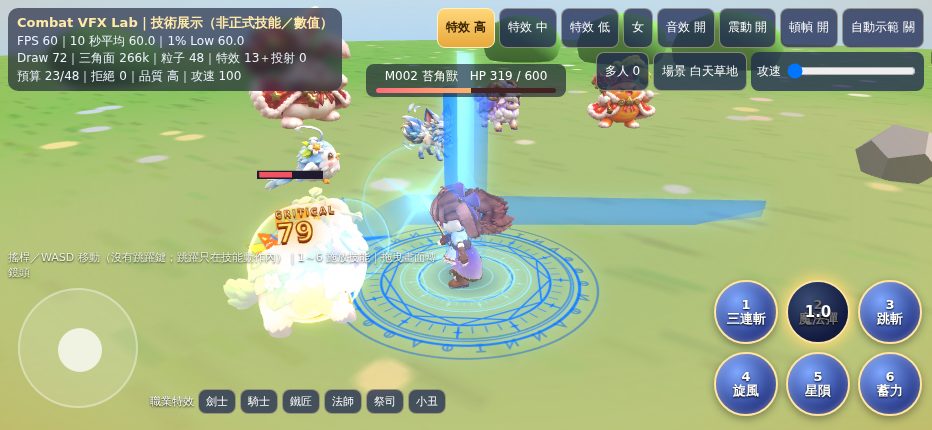 Combat VFX Lab｜技術展示（非正式技能／數值）
FPS 60｜10 秒平均 60.0｜1% Low 60.0
Draw 72｜三角面 266k｜粒子 48｜特效 13＋投射 0
預算 23/48｜拒絕 0｜品質 高｜攻速 100
特效 高
特效 中
特效 低
女
音效 開
震動 開
頓幀 開
自動示範 關
多人 0
場景 白天草地
攻速
M002 苔角獸 HP 319 / 600
CRITICAL
79
搖桿／WASD 移動（沒有跳躍鍵；跳躍只在技能動作內）｜1～6 施放技能｜拖曳畫面轉
鏡頭
1
三連斬
1.0
魔法彈
3
跳斬
4
旋風
5
星隕
6
蓄力
職業特效
劍士
騎士
鐵匠
法師
祭司
小丑